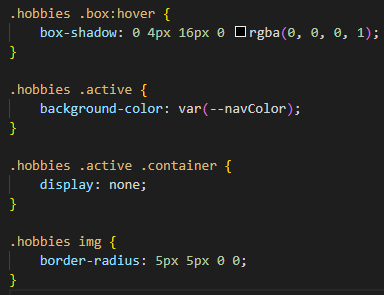 .hobbies .box:hover {
    box-shadow: 0 4px 16px 0 rgba(0, 0, 0, 1);
}

.hobbies .active {
    background-color: var(--navColor);
}

.hobbies .active .container {
    display: none;
}

.hobbies img {
    border-radius: 5px 5px 0 0;
}